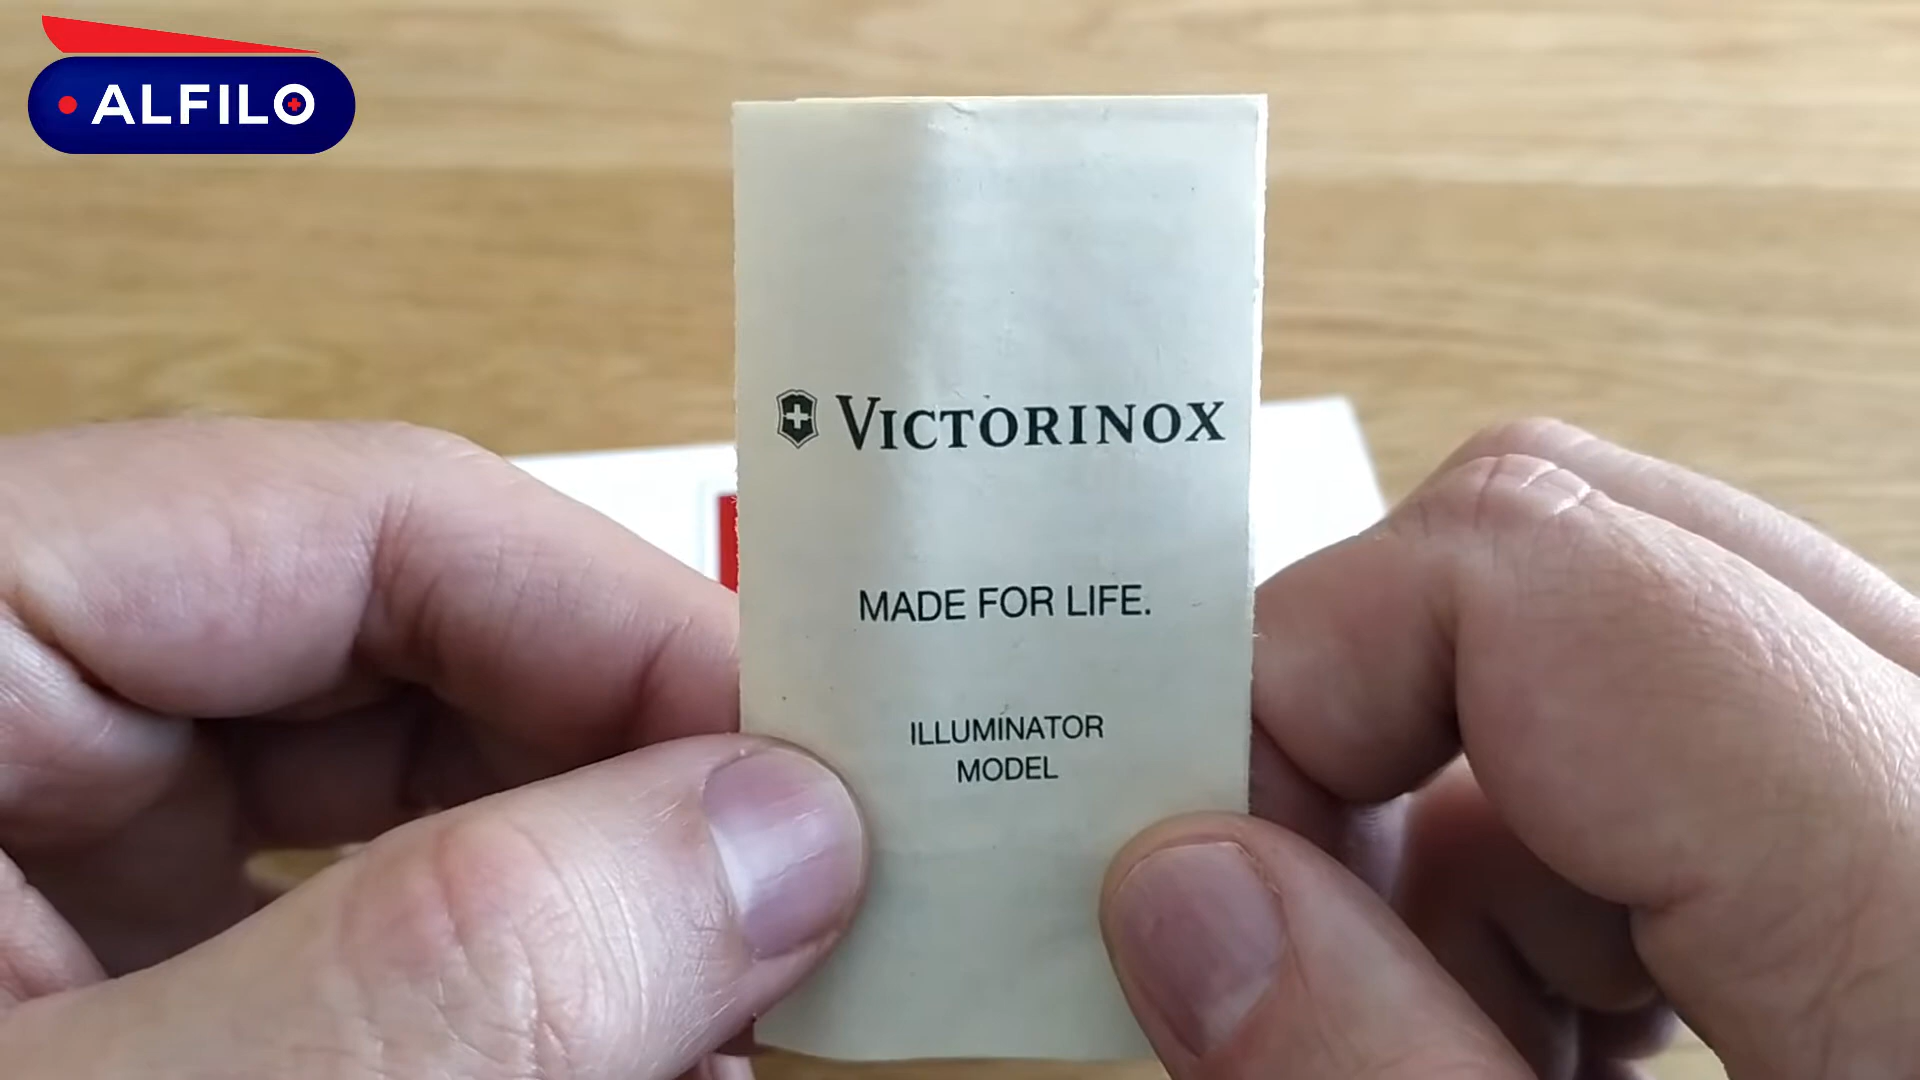 ALFILO
VICTORINOX
MADE FOR LIFE.
ILLUMINATOR
MODEL